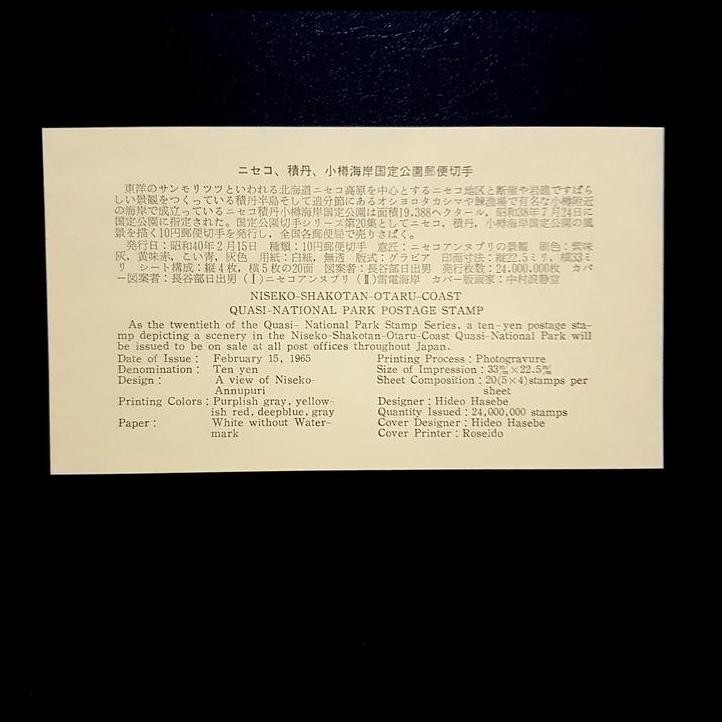 ニセコ、積丹、小樽海岸国定公園郵便切手
東洋のサンモリツツといわれる北海道ニセコ高原を中心とするニセコ地区と断崖や岩礁ですばら
しい景観をつくっている積丹半島そして追分節にあるオショロタカシマや鰊漁場で有名な小樽附近
の海岸で成立っているニセコ積丹小樽海岸国定公園は面積19,388ヘクタール，昭和38年7月24日に
国定公園に指定された。国定公園切手シリーズ第20集としてニセコ，積丹，小樽海岸国定公園の風
景を描く10円郵便切手を発行し，全国各郵便局で売りさばく。
発行日：昭和40年2月15日　種類：10円郵便切手　意匠：ニセコアンヌプリの景観　刷色：紫味
灰，黄味赤，こい青，灰色　用紙：白紙，無透　版式：グラビア　印面寸法：縦22.5ミリ，横33ミ
リ　シート構成：縦4枚，横5枚の20面　図案者：長谷部日出男　発行枚数：24,000,000枚　カバ
ー図案者：長谷部日出男　（Ⅰ）ニセコアンヌプリ（Ⅱ）雷電海岸　カバー版画家：中村浪静堂
NISEKO-SHAKOTAN-OTARU-COAST
QUASI-NATIONAL PARK POSTAGE STAMP
As the twentieth of the Quasi- National Park Stamp Series, a ten-yen postage sta-
mp depicting a scenery in the Niseko-Shakotan-Otaru-Coast Quasi-National Park will
be issued to be on sale at all post offices throughout Japan.
Date of Issue: February 15, 1965
Denomination: Ten yen
Design: A view of Niseko-
Annupuri
Printing Colors: Purplish gray, yellow-
ish red, deepblue, gray
Paper: White without Water-
mark
Printing Process: Photogravure
Size of Impression: 33㎜×22.5㎜
Sheet Composition: 20(5×4)stamps per
sheet
Designer: Hideo Hasebe
Quantity Issued: 24,000,000 stamps
Cover Designer: Hideo Hasebe
Cover Printer: Roseido